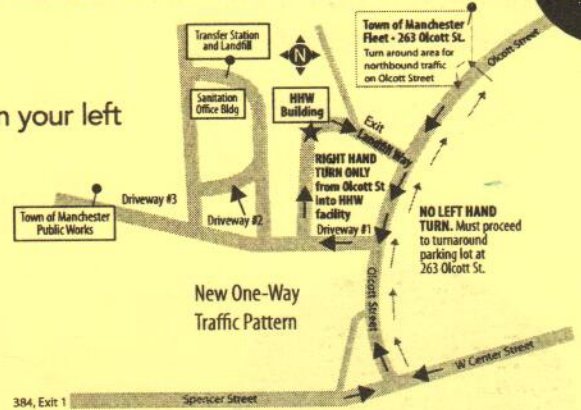 Transfer Station
and Landfill
N
Town of Manchester
Fleet - 263 Olcott St.
Turn around area for
northbound traffic
on Olcott Street
Olcott Street
Sanitation
Office Bldg
HHW
Building
Exit
Landfill Way
n your left
RIGHT HAND
TURN ONLY
from Olcott St
into HHW
facility
Driveway #3
Driveway #2
Driveway #1
Town of Manchester
Public Works
NO LEFT HAND
TURN. Must proceed
to turnaround
parking lot at
263 Olcott St.
New One-Way
Traffic Pattern
Olcott Street
W Center Street
384, Exit 1
Spencer Street